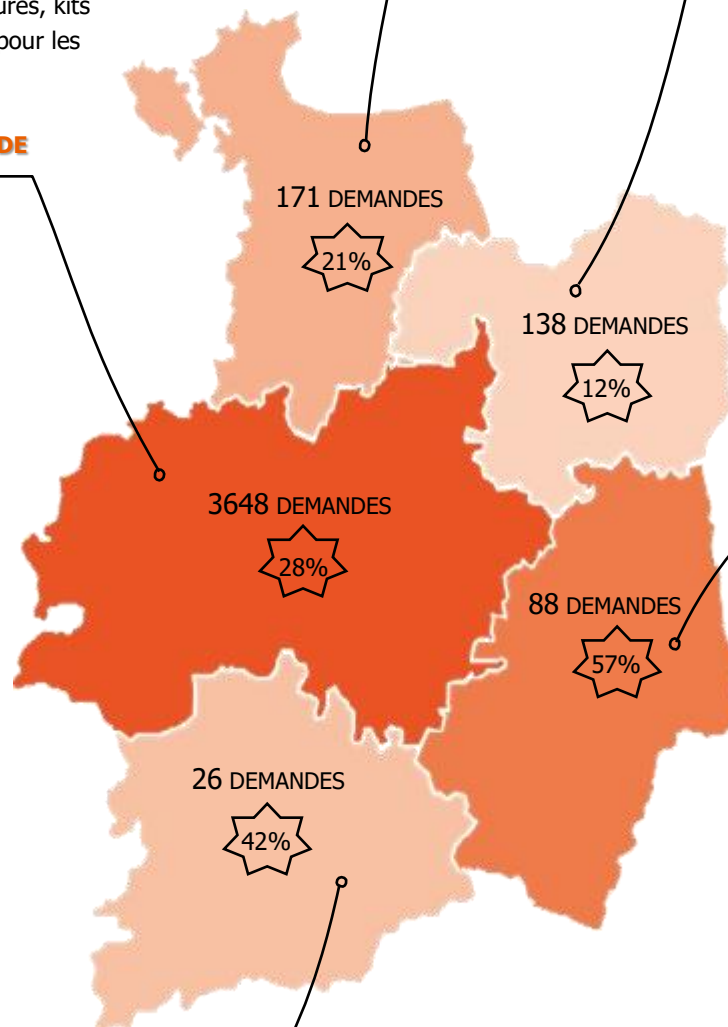 kits
pour les
DE
171 DEMANDES
21%
138 DEMANDES
12%
3648 DEMANDES
28%
88 DEMANDES
57%
26 DEMANDES
42%